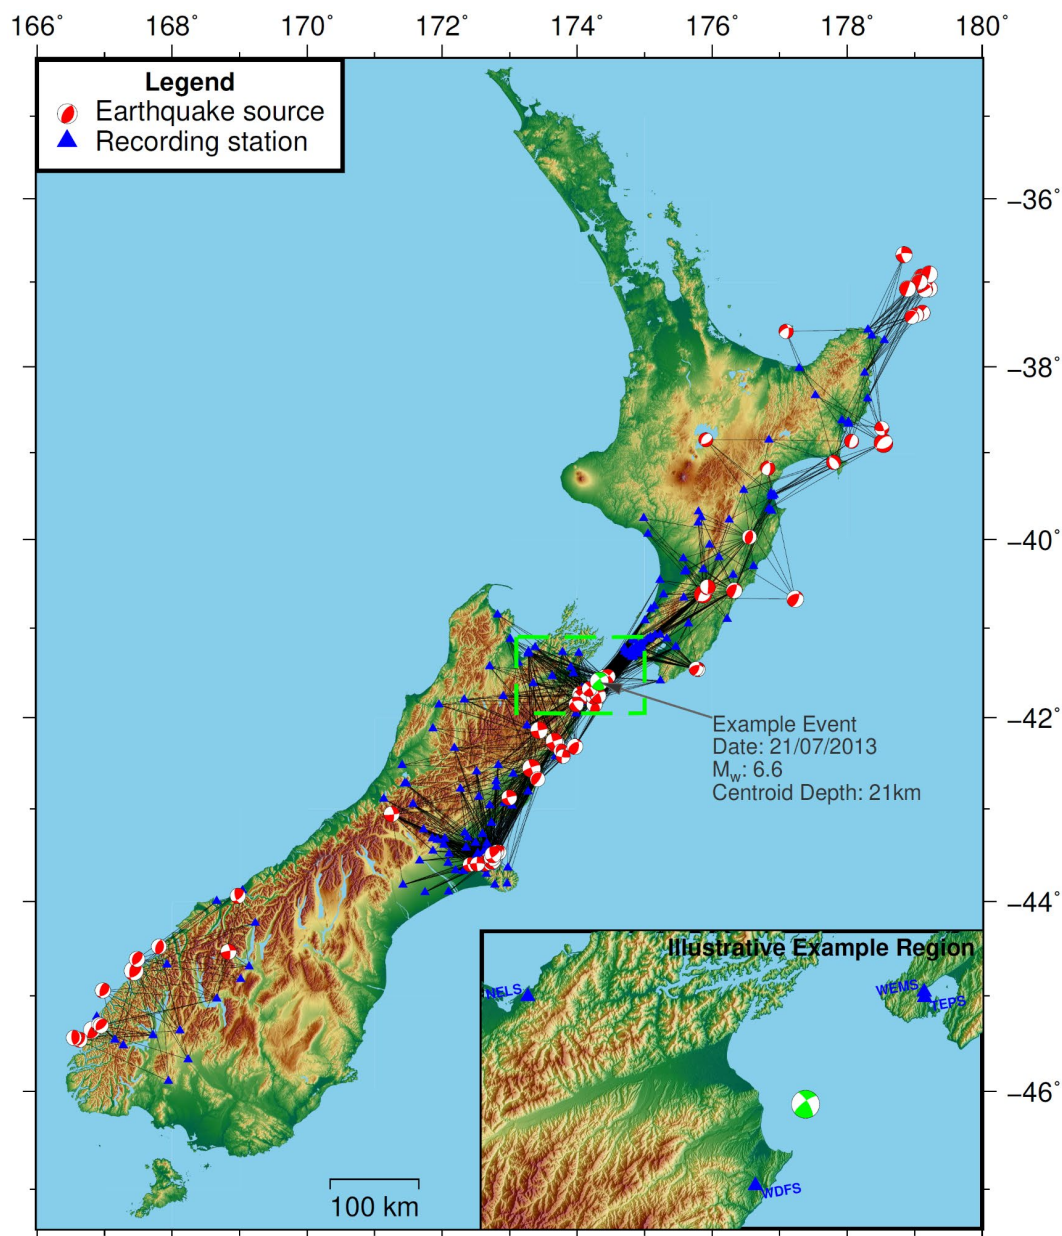 166° 168° 170° 172° 174° 176° 178° 180°
Legend
Earthquake source
Recording station
−36°
−38°
−40°
−42°
Example Event
Date: 21/07/2013
Mw: 6.6
Centroid Depth: 21km
−44°
Illustrative Example Region
NELS
WEMS
TEPS
−46°
WDFS
100 km